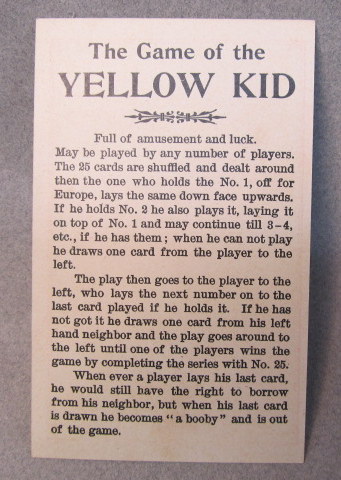 The Game of the
YELLOW KID
Full of amusement and luck.
May be played by any number of players.
The 25 cards are shuffled and dealt around
then the one who holds the No. 1, off for
Europe, lays the same down face upwards.
If he holds No. 2 he also plays it, laying it
on top of No. 1 and may continue till 3-4,
etc., if he has them; when he can not play
he draws one card from the player to the
left.
The play then goes to the player to the
left, who lays the next number on to the
last card played if he holds it. If he has
not got it he draws one card from his left
hand neighbor and the play goes around to
the left until one of the players wins the
game by completing the series with No. 25.
When ever a player lays his last card,
he would still have the right to borrow
from his neighbor, but when his last card
is drawn he becomes "a booby" and is out
of the game.